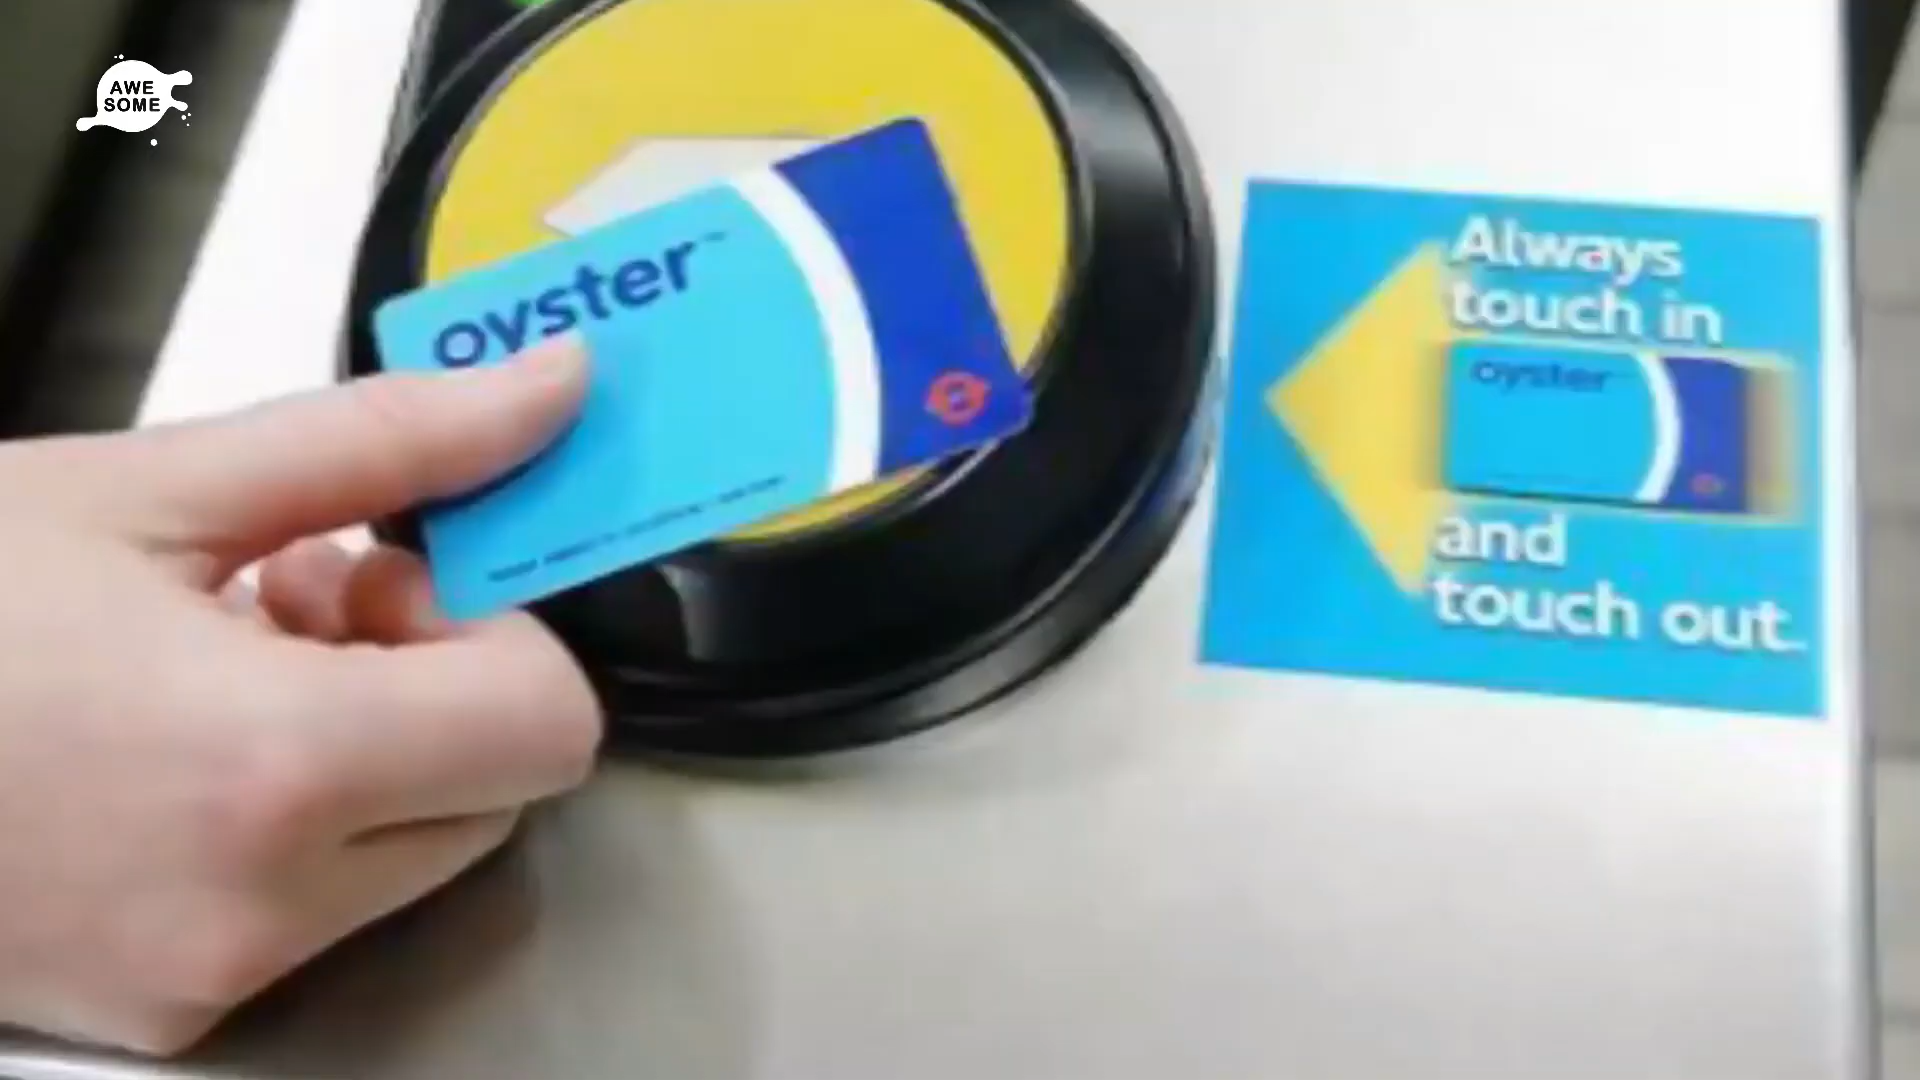 AWE
SOME
oyster
Always
touch in
oyster
and
touch out.